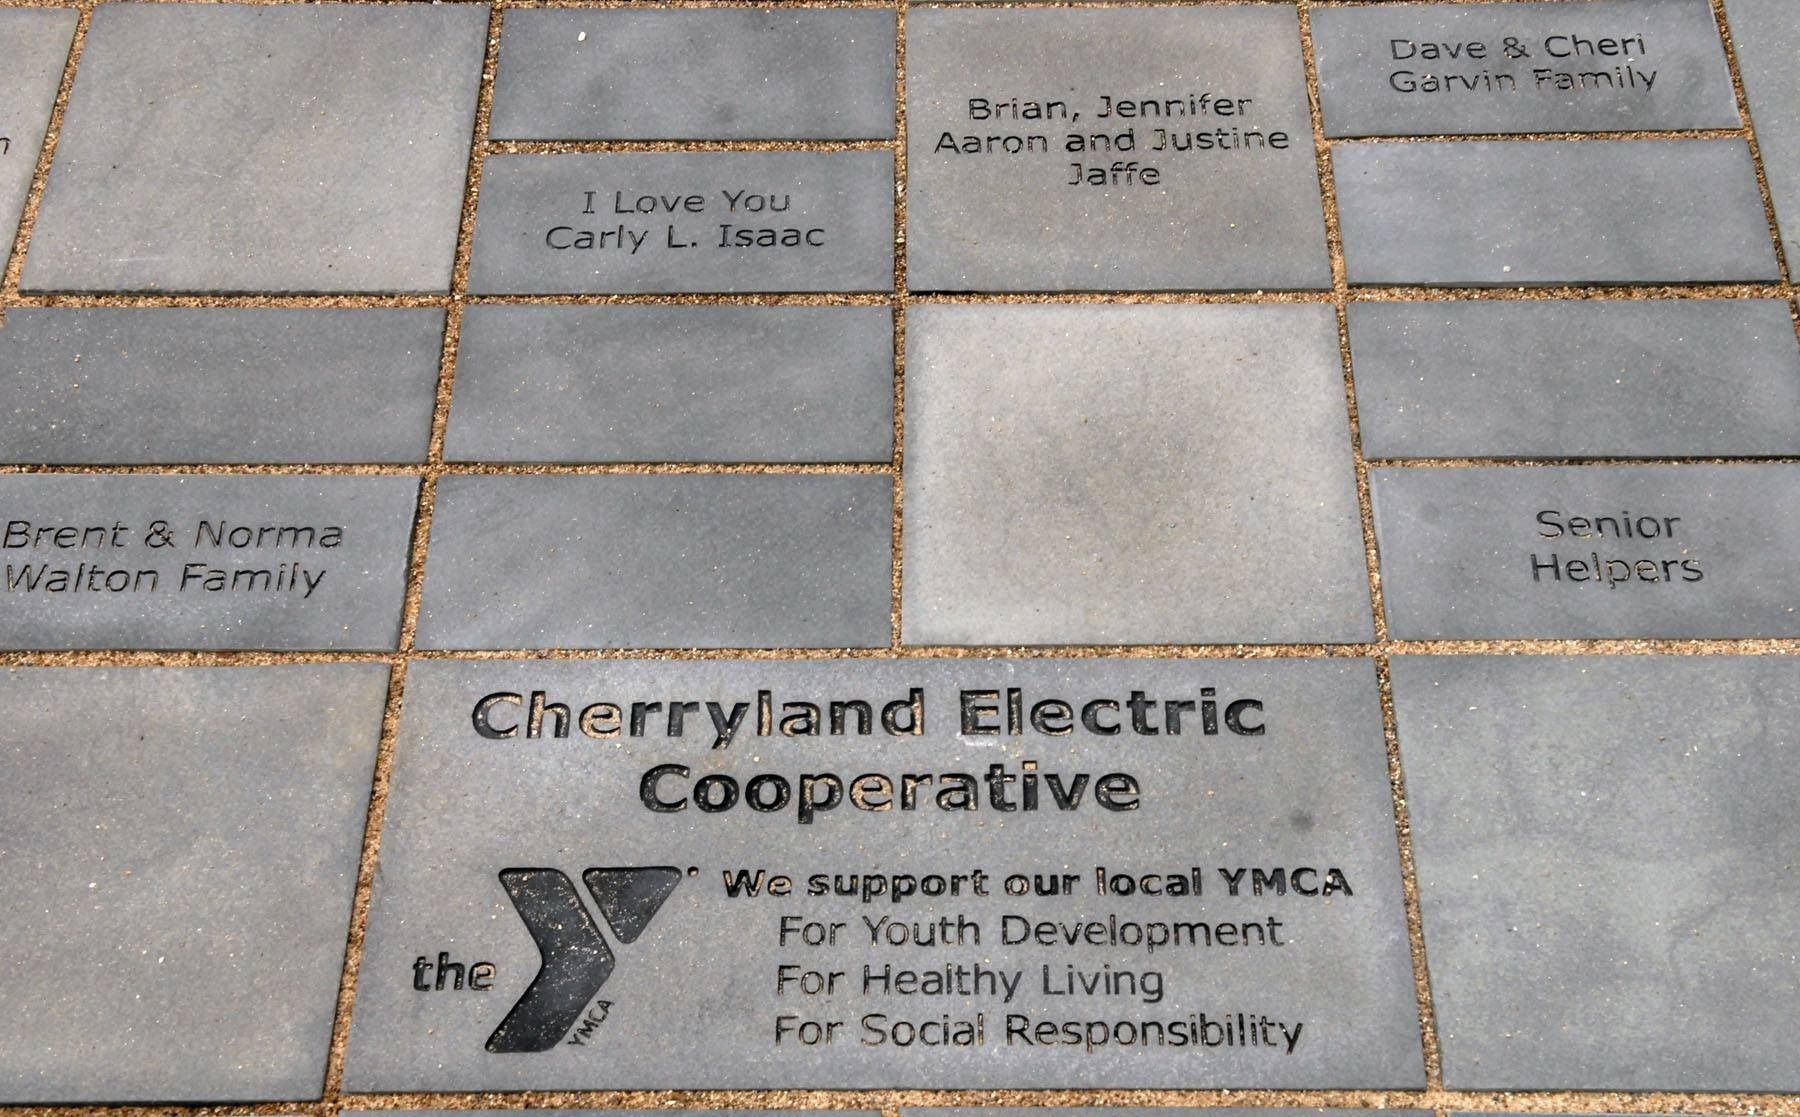 Dave & Cheri
Garvin Family
Brian, Jennifer
Aaron and Justine
Jaffe
I Love You
Carly L. Isaac
Brent & Norma
Walton Family
Senior
Helpers
Cherryland Electric
Cooperative
the
YMCA
We support our local YMCA
For Youth Development
For Healthy Living
For Social Responsibility